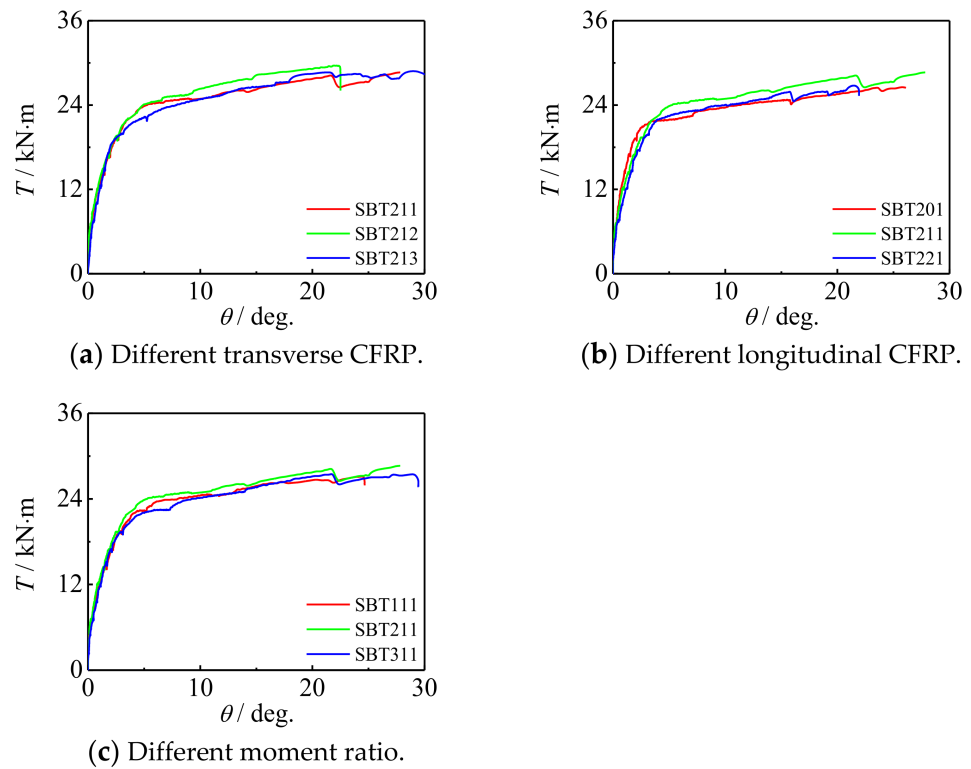 36
24
12
0
T / kN·m
SBT211
SBT212
SBT213
0 10 20 30
θ / deg.
(a) Different transverse CFRP.
36
24
12
0
T / kN·m
SBT201
SBT211
SBT221
0 10 20 30
θ / deg.
(b) Different longitudinal CFRP.
36
24
12
0
T / kN·m
SBT111
SBT211
SBT311
0 10 20 30
θ / deg.
(c) Different moment ratio.